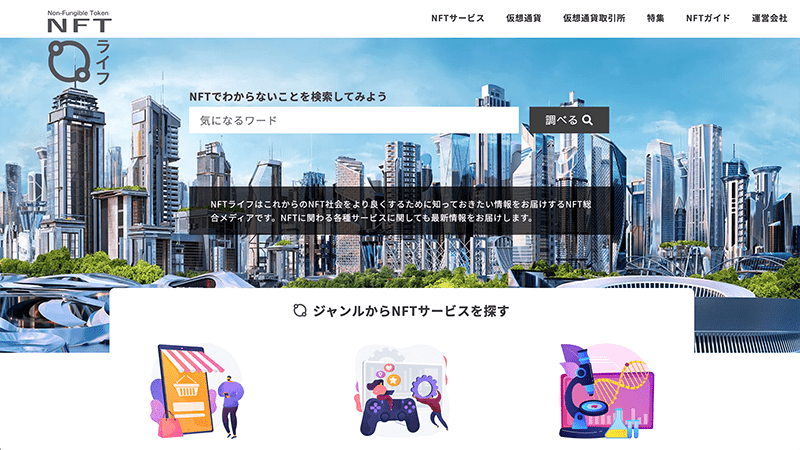 Non-Fungible Token
NFT
ライフ
NFTサービス 仮想通貨 仮想通貨取引所 特集 NFTガイド 運営会社
NFTでわからないことを検索してみよう
気になるワード 調べる
NFTライフはこれからのNFT社会をより良くするために知っておきたい情報をお届けするNFT総
合メディアです。NFTに関わる各種サービスに関しても最新情報をお届けします。
ジャンルからNFTサービスを探す